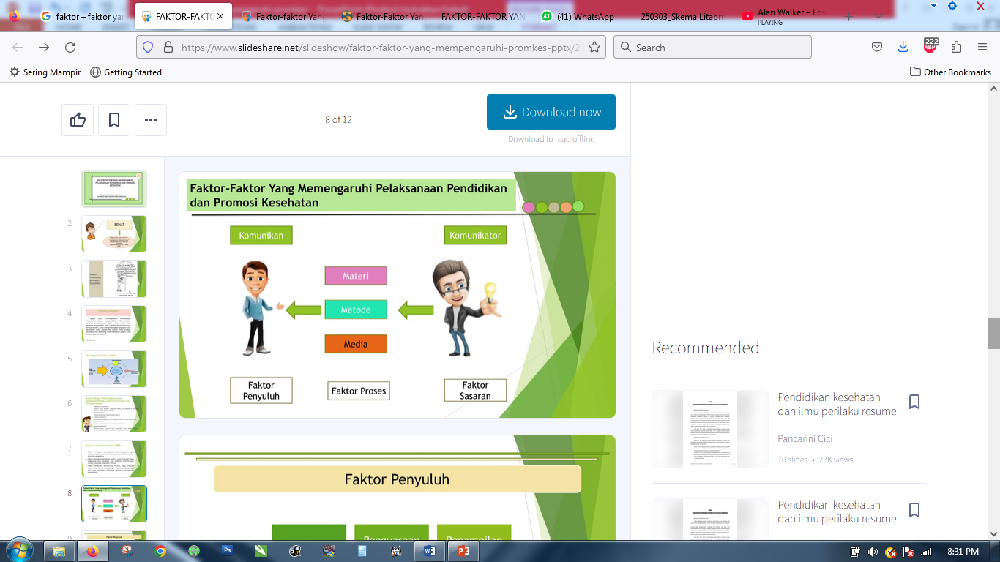 faktor – faktor yar
FAKTOR-FAKTO
Faktor-faktor Yang
Faktor-Faktor Yang
FAKTOR-FAKTOR YAN
(41) WhatsApp
250303_Skema Litabm
Alan Walker – Los
PLAYING
https://www.slideshare.net/slideshow/faktor-faktor-yang-mempengaruhi-promkes-pptx/2
Search
222
ABP
Sering Mampir
Getting Started
Other Bookmarks
8 of 12
Download now
Download to read offline
1
2
SEHAT
3
4
5
6
7
8
Faktor-Faktor Yang Memengaruhi Pelaksanaan Pendidikan
dan Promosi Kesehatan
Komunikan
Komunikator
Materi
Metode
Media
Faktor
Penyuluh
Faktor Proses
Faktor
Sasaran
Faktor Penyuluh
Penguasaan
Penampilan
Recommended
Pendidikan kesehatan
dan ilmu perilaku resume
Pancarini Cici
70 slides • 23K views
Pendidikan kesehatan
dan ilmu perilaku resume
8:31 PM